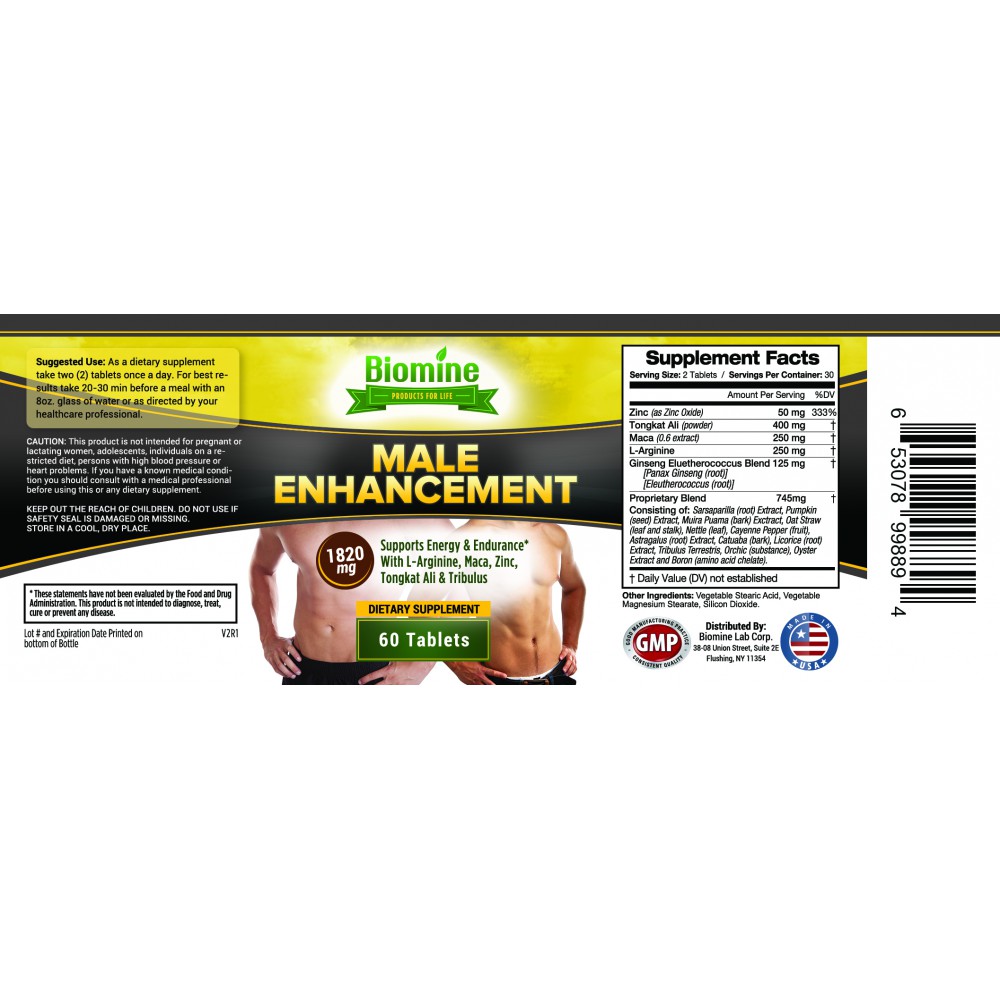 Suggested Use: As a dietary supplement
take two (2) tablets once a day. For best re-
sults take 20-30 min before a meal with an
8oz. glass of water or as directed by your
healthcare professional.
CAUTION: This product is not intended for pregnant or
lactating women, adolescents, individuals on a re-
stricted diet, persons with high blood pressure or
heart problems. If you have a known medical condi-
tion you should consult with a medical professional
before using this or any dietary supplement.
KEEP OUT THE REACH OF CHILDREN. DO NOT USE IF
SAFETY SEAL IS DAMAGED OR MISSING.
STORE IN A COOL, DRY PLACE.
* These statements have not been evaluated by the Food and Drug
Administration. This product is not intended to diagnose, treat,
cure or prevent any disease.
Lot # and Expiration Date Printed on V2R1
bottom of Bottle
Biomine
PRODUCTS FOR LIFE
MALE
ENHANCEMENT
1820
mg
Supports Energy & Endurance*
With L-Arginine, Maca, Zinc,
Tongkat Ali & Tribulus
DIETARY SUPPLEMENT
60 Tablets
Supplement Facts
Serving Size: 2 Tablets / Servings Per Container: 30
Amount Per Serving %DV
Zinc (as Zinc Oxide) 50 mg 333%
Tongkat Ali (powder) 400 mg †
Maca (0.6 extract) 250 mg †
L-Arginine 250 mg †
Ginseng Eluetherococcus Blend 125 mg †
[Panax Ginseng (root)]
[Eleutherococcus (root)]
Proprietary Blend 745mg †
Consisting of: Sarsaparilla (root) Extract, Pumpkin
(seed) Extract, Muira Puama (bark) Exctract, Oat Straw
(leaf and stalk), Nettle (leaf), Cayenne Pepper (fruit),
Astragalus (root) Extract, Catuaba (bark), Licorice (root)
Extract, Tribulus Terrestris, Orchic (substance), Oyster
Extract and Boron (amino acid chelate).
† Daily Value (DV) not established
Other Ingredients: Vegetable Stearic Acid, Vegetable
Magnesium Stearate, Silicon Dioxide.
GOOD MANUFACTURING PRACTICE
GMP
CONSISTENT QUALITY
Distributed By:
Biomine Lab Corp.
38-08 Union Street, Suite 2E
Flushing, NY 11354
MADE IN
USA
6 53078 99889 4